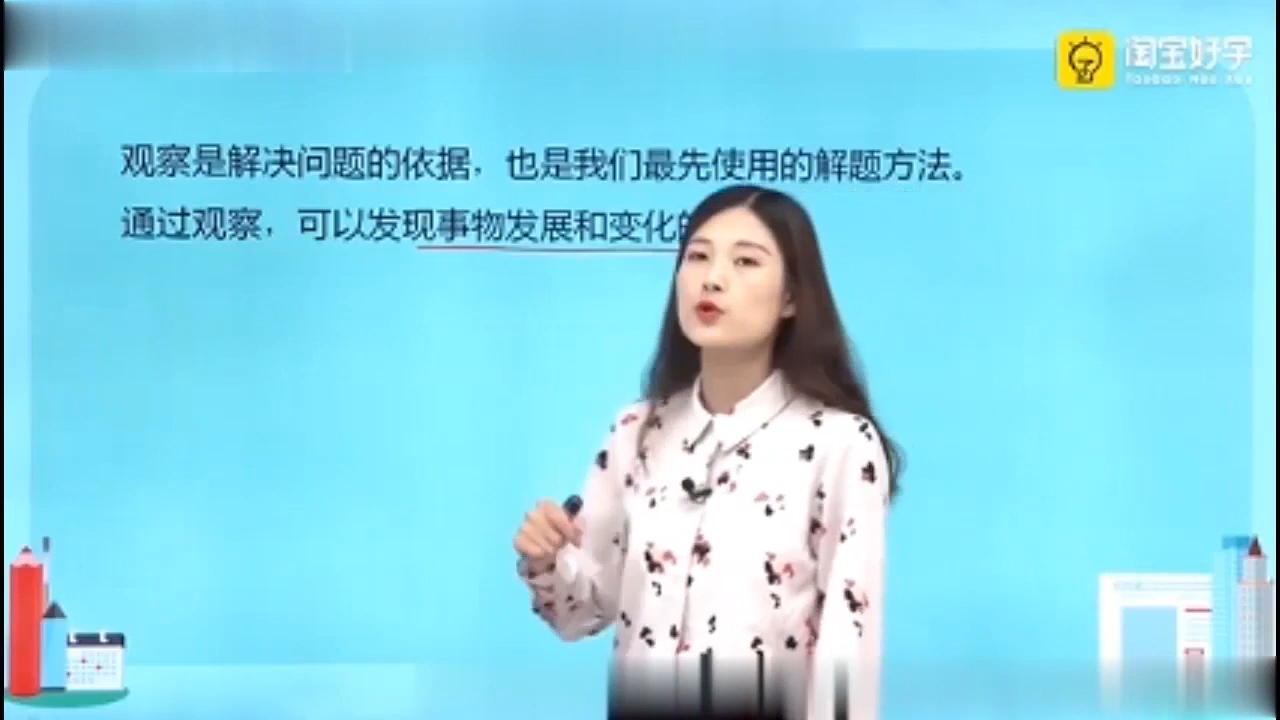 淘宝好学
观察是解决问题的依据，也是我们最先使用的解题方法。
通过观察，可以发现事物发展和变化的